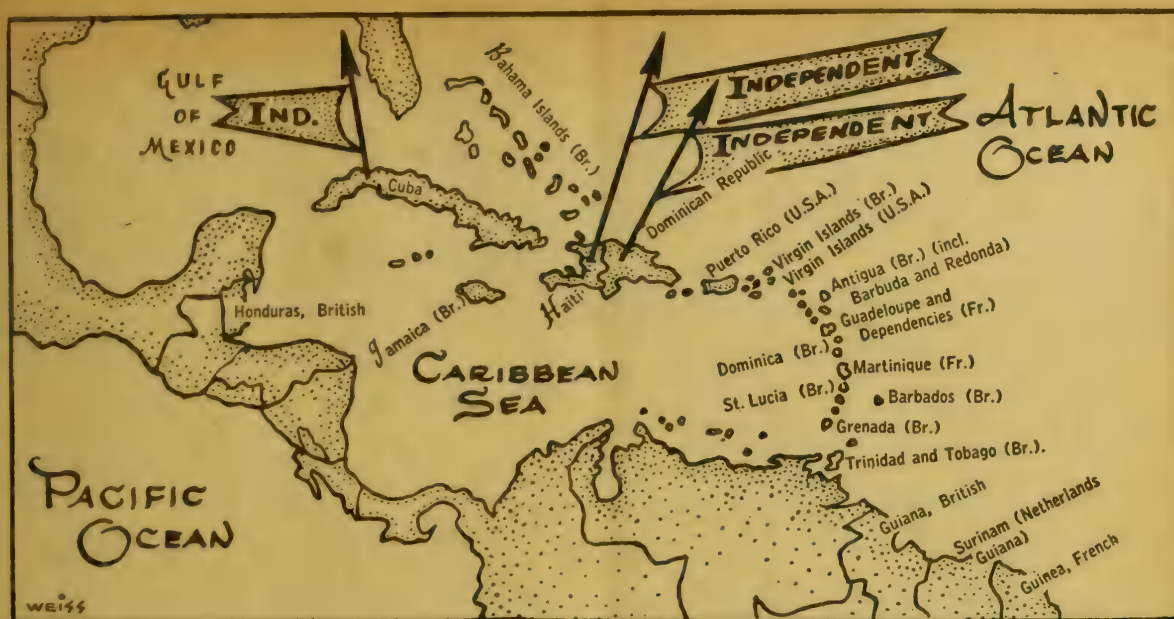 GULF
OF
MEXICO
IND.
Bahama Islands (Br.)
INDEPENDENT
INDEPENDENT
ATLANTIC
OCEAN
Cuba
Dominican Republic
Puerto Rico (U.S.A.)
Virgin Islands (Br.)
Virgin Islands (U.S.A.)
Antigua (Br.) (incl.
Barbuda and Redonda)
Guadeloupe and
Dependencies (Fr.)
Honduras, British
Jamaica (Br.)
Haiti
CARIBBEAN
SEA
Dominica (Br.)
Martinique (Fr.)
St. Lucia (Br.)
Barbados (Br.)
Grenada (Br.)
Trinidad and Tobago (Br.).
PACIFIC
OCEAN
Guiana, British
Surinam (Netherlands
Guiana)
Guinea, French
WEISS